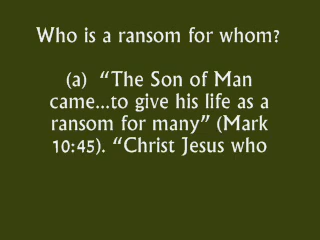 Who is a ransom for whom?
(a)  “The Son of Man
came...to give his life as a
ransom for many” (Mark
10:45). “Christ Jesus who